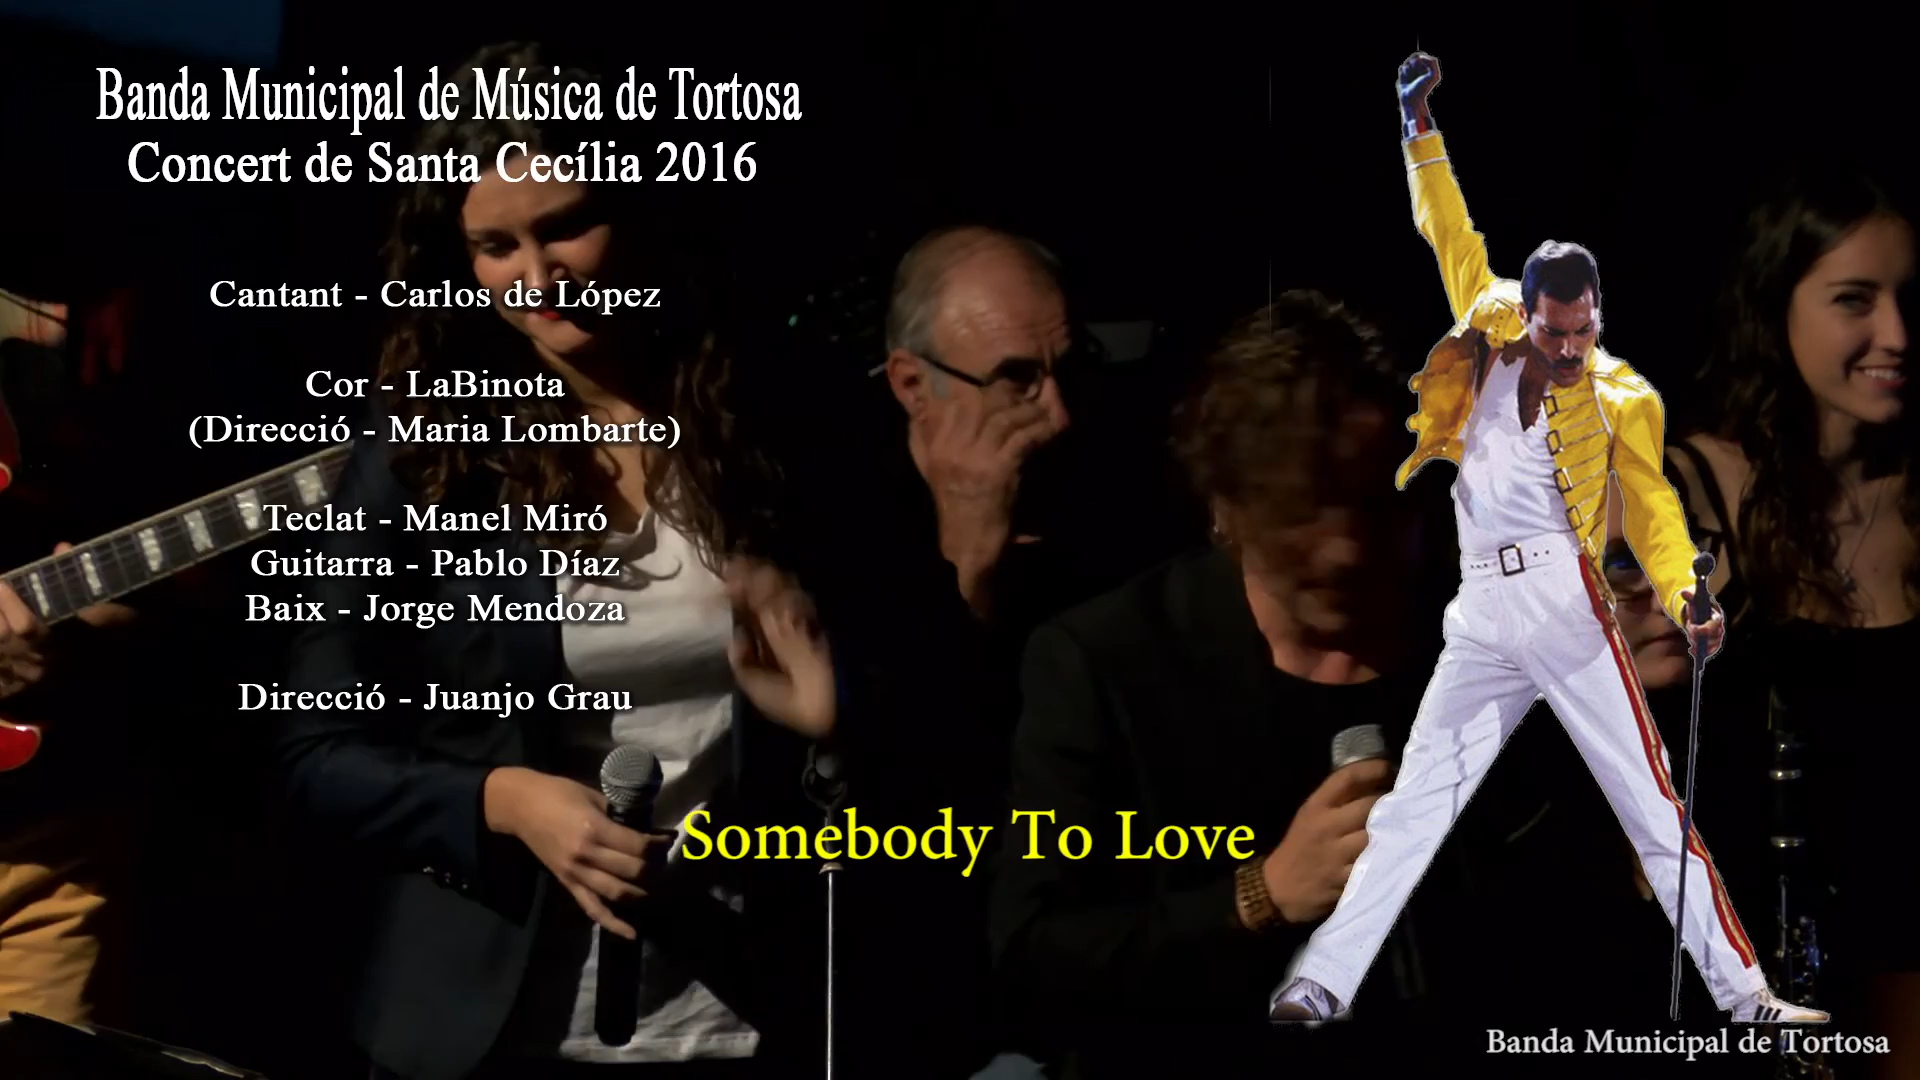 Banda Municipal de Música de Tortosa
Concert de Santa Cecília 2016
Cantant - Carlos de López
Cor - LaBinota
(Direcció - Maria Lombarte)
Teclat - Manel Miró
Guitarra - Pablo Díaz
Baix - Jorge Mendoza
Direcció - Juanjo Grau
Somebody To Love
Banda Municipal de Tortosa